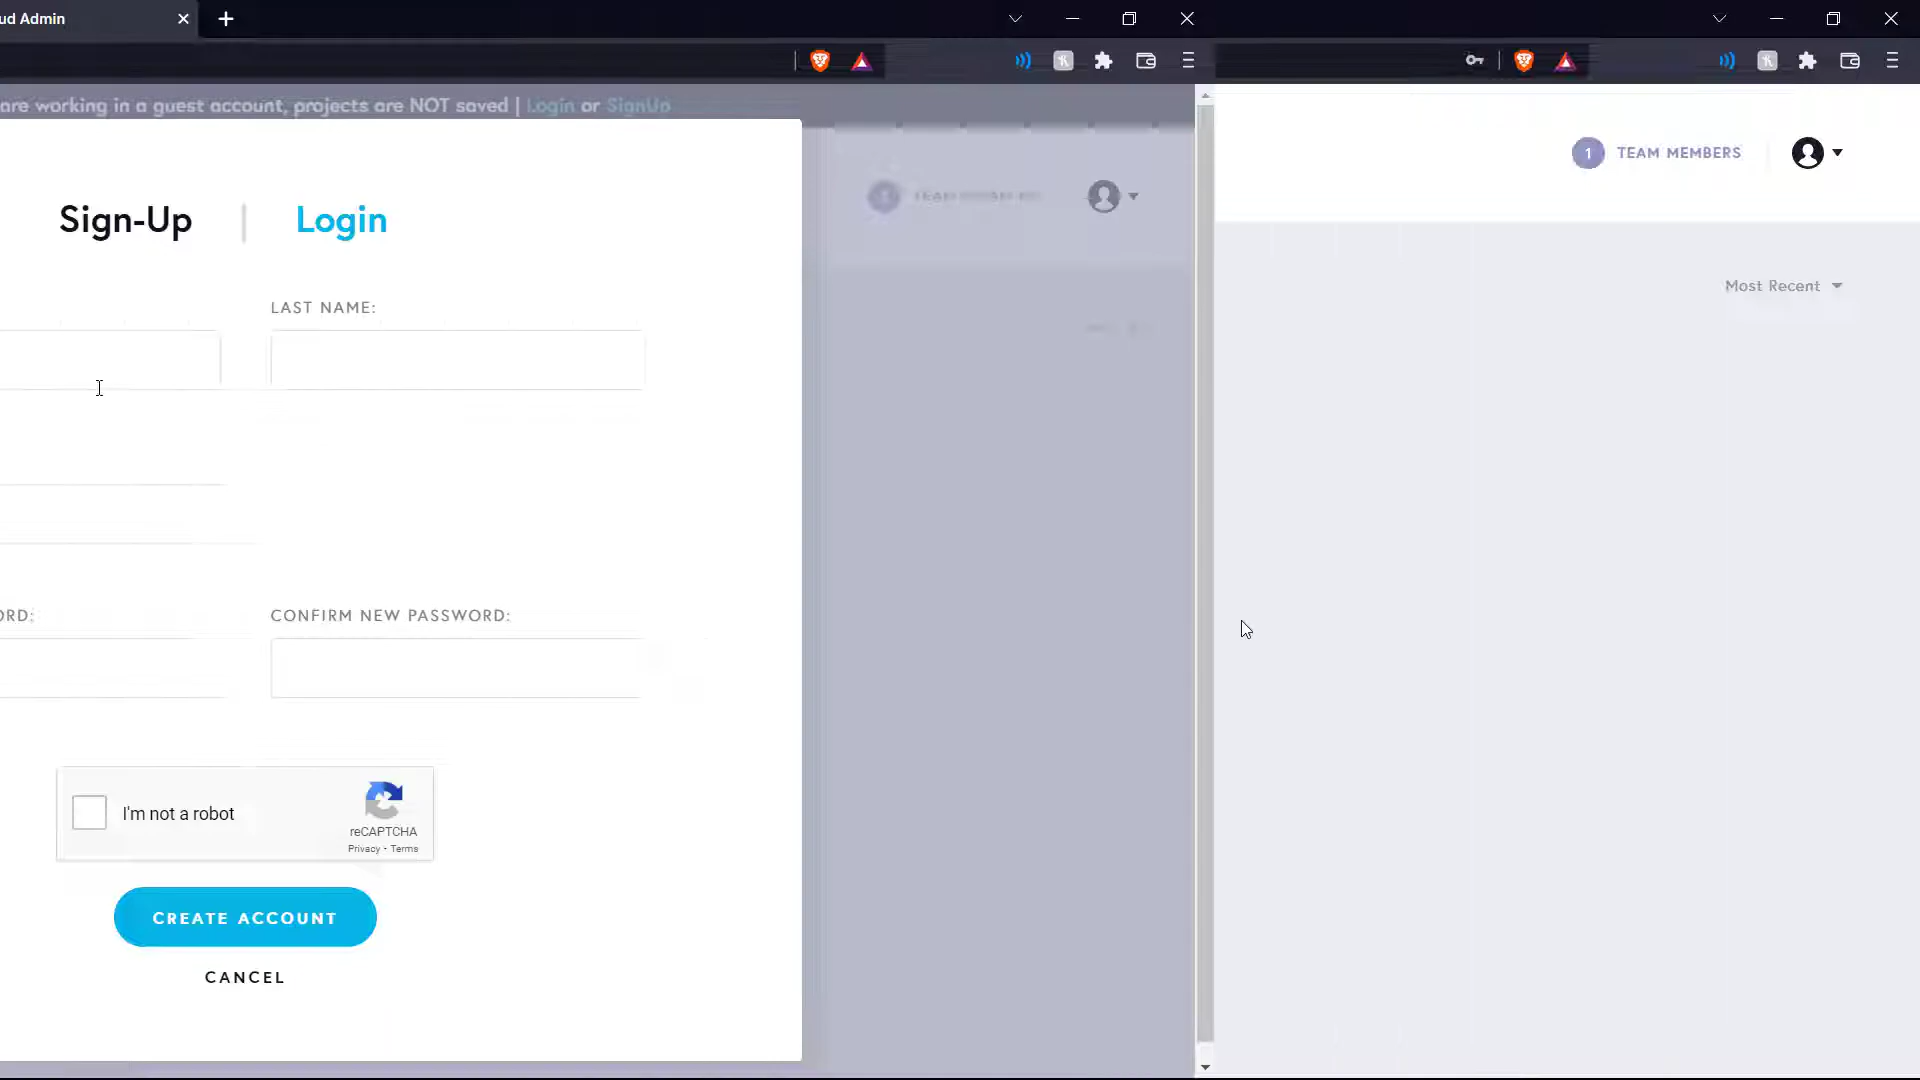 ud Admin
are working in a guest account, projects are NOT saved | Login or SignUp
Sign-Up | Login
LAST NAME:
ORD:
CONFIRM NEW PASSWORD:
I'm not a robot
reCAPTCHA
Privacy - Terms
CREATE ACCOUNT
CANCEL
1 TEAM MEMBERS
Most Recent